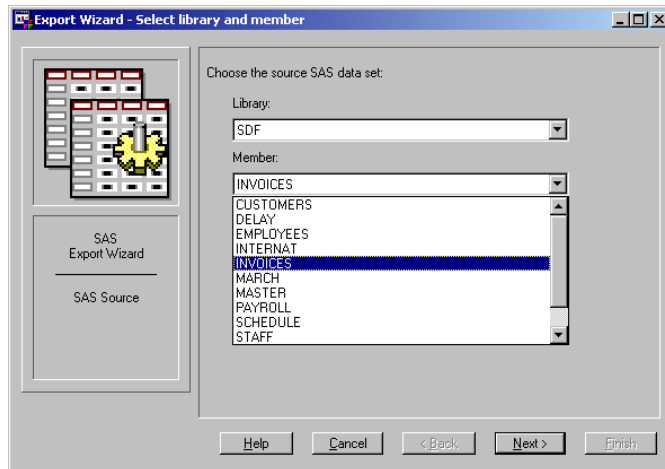 Export Wizard - Select library and member
Choose the source SAS data set:
Library:
SDF
Member:
INVOICES
CUSTOMERS
DELAY
EMPLOYEES
INTERNAT
INVOICES
MARCH
MASTER
PAYROLL
SCHEDULE
STAFF
SAS
Export Wizard
SAS Source
Help Cancel < Back Next > Finish